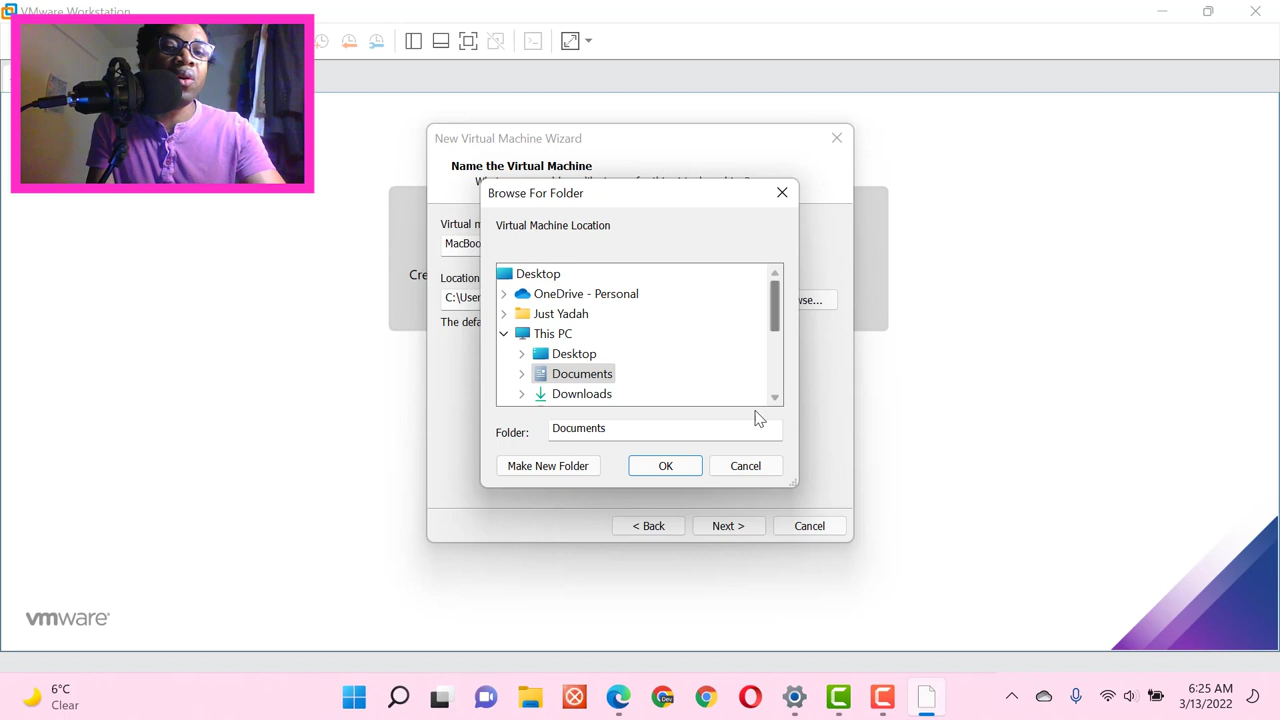 VMware Workstation
New Virtual Machine Wizard
Name the Virtual Machine
Browse For Folder
Virtual Machine Location
Virtual m
MacBoo
Cre
Location
C:\User
wse...
The defa
Desktop
OneDrive - Personal
Just Yadah
This PC
Desktop
Documents
Downloads
Folder:
Documents
Make New Folder
OK
Cancel
< Back
Next >
Cancel
vmware®
6°C
Clear
Dev
6:25 AM
3/13/2022